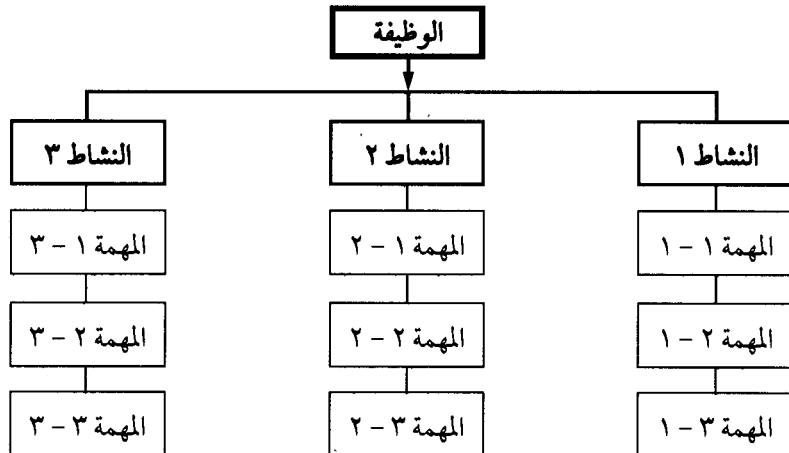 الوظيفة
النشاط ١
النشاط ٢
النشاط ٣
المهمة ١ – ١
المهمة ١ – ٢
المهمة ١ – ٣
المهمة ٢ – ١
المهمة ٢ – ٢
المهمة ٢ – ٣
المهمة ٣ – ١
المهمة ٣ – ٢
المهمة ٣ – ٣